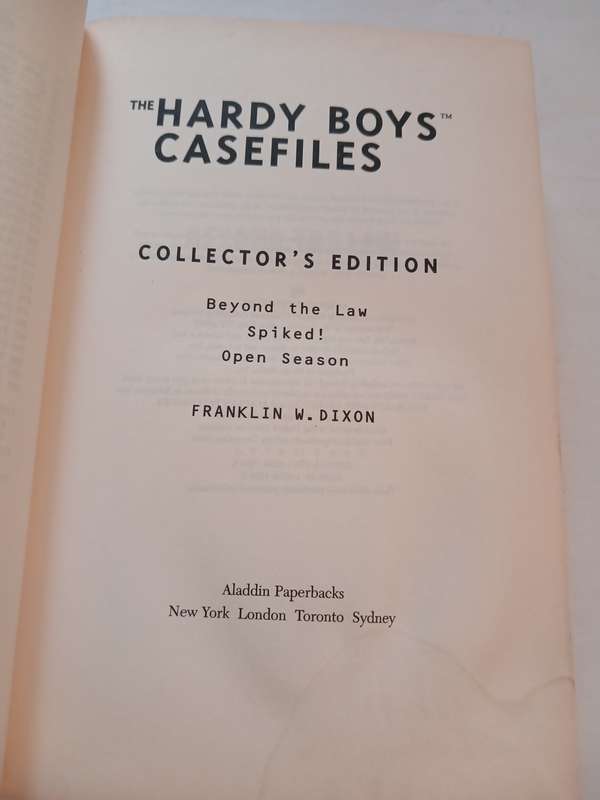 THE HARDY BOYS™
CASEFILES
COLLECTOR'S EDITION
Beyond the Law
Spiked!
Open Season
FRANKLIN W. DIXON
Aladdin Paperbacks
New York London Toronto Sydney